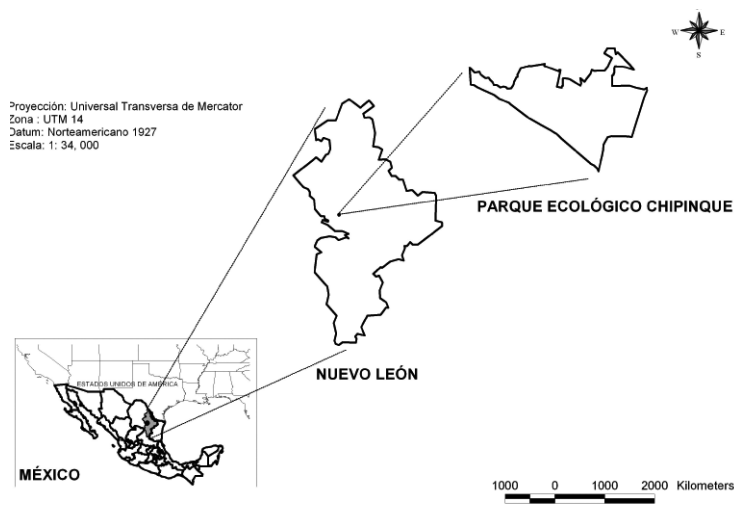 N
W E
S
Proyección: Universal Transversa de Mercator
Zona : UTM 14
Datum: Norteamericano 1927
Escala: 1: 34, 000
PARQUE ECOLÓGICO CHIPINQUE
NUEVO LEÓN
ESTADOS UNIDOS DE AMÉRICA
MÉXICO
1000 0 1000 2000 Kilometers